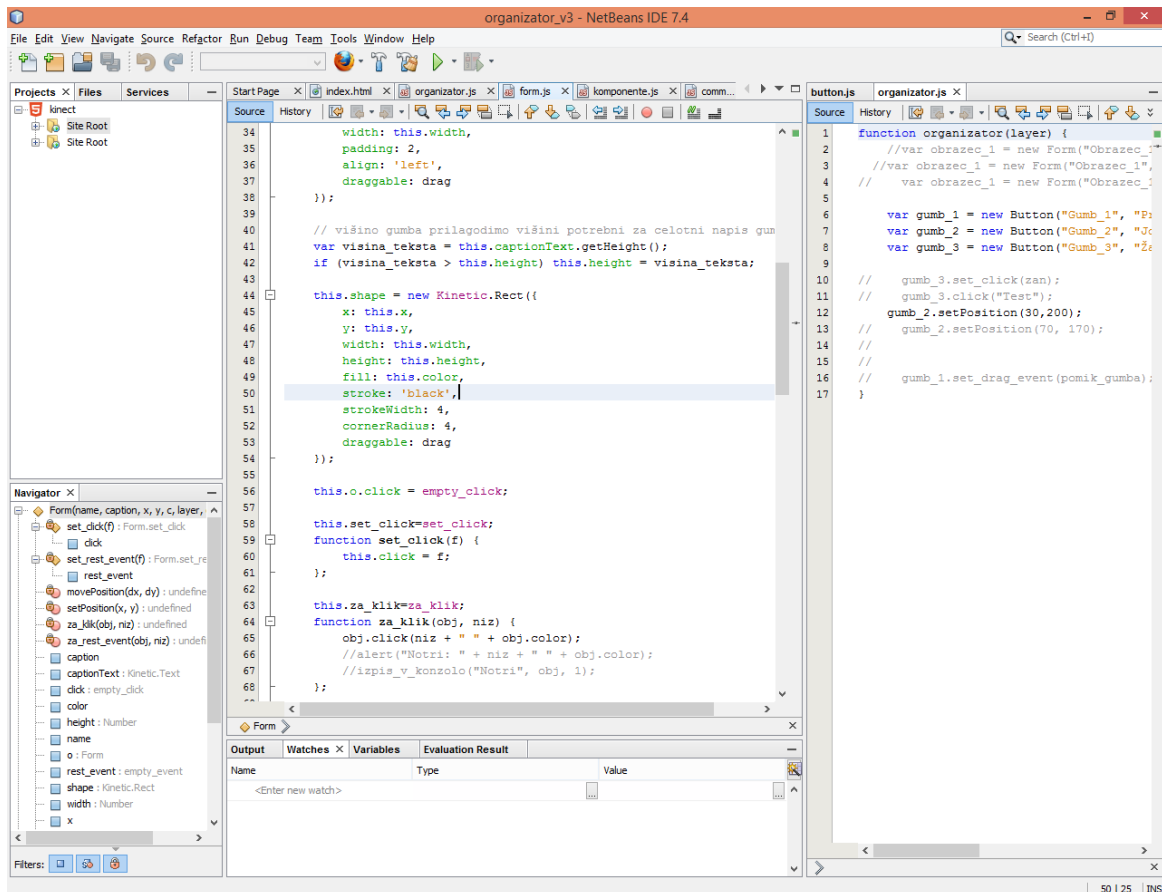 organizator_v3 - NetBeans IDE 7.4
File Edit View Navigate Source Refactor Run Debug Team Tools Window Help
Search (Ctrl+I)
Projects Files Services
kinect
Site Root
Site Root
Navigator
Form(name, caption, x, y, c, layer,
set_click(f) : Form.set_click
click
set_rest_event(f) : Form.set_re
rest_event
movePosition(dx, dy) : undefine
setPosition(x, y) : undefined
za_klik(obj, niz) : undefined
za_rest_event(obj, niz) : undefi
caption
captionText : Kinetic.Text
click : empty_click
color
height : Number
name
o : Form
rest_event : empty_event
shape : Kinetic.Rect
width : Number
x
Filters:
Start Page index.html organizator.js form.js komponente.js comm...
Source History
34 width: this.width,
35 padding: 2,
36 align: 'left',
37 draggable: drag
38 });
39
40 // višino gumba prilagodimo višini potrebni za celotni napis gum
41 var visina_teksta = this.captionText.getHeight();
42 if (visina_teksta > this.height) this.height = visina_teksta;
43
44 this.shape = new Kinetic.Rect({
45 x: this.x,
46 y: this.y,
47 width: this.width,
48 height: this.height,
49 fill: this.color,
50 stroke: 'black',
51 strokeWidth: 4,
52 cornerRadius: 4,
53 draggable: drag
54 });
55
56 this.o.click = empty_click;
57
58 this.set_click=set_click;
59 function set_click(f) {
60 this.click = f;
61 };
62
63 this.za_klik=za_klik;
64 function za_klik(obj, niz) {
65 obj.click(niz + " " + obj.color);
66 //alert("Notri: " + niz + " " + obj.color);
67 //izpis_v_konzolo("Notri", obj, 1);
68 };
Form
Output Watches Variables Evaluation Result
Name Type Value
<Enter new watch>
button.js organizator.js
Source History
1 function organizator(layer) {
2 //var obrazec_1 = new Form("Obrazec_1"
3 //var obrazec_1 = new Form("Obrazec_1",
4 // var obrazec_1 = new Form("Obrazec_1
5
6 var gumb_1 = new Button("Gumb_1", "Pr
7 var gumb_2 = new Button("Gumb_2", "Jo
8 var gumb_3 = new Button("Gumb_3", "Ža
9
10 // gumb_3.set_click(zan);
11 // gumb_3.click("Test");
12 gumb_2.setPosition(30,200);
13 // gumb_2.setPosition(70, 170);
14 //
15 //
16 // gumb_1.set_drag_event(pomik_gumba);
17 }
50 | 25 INS